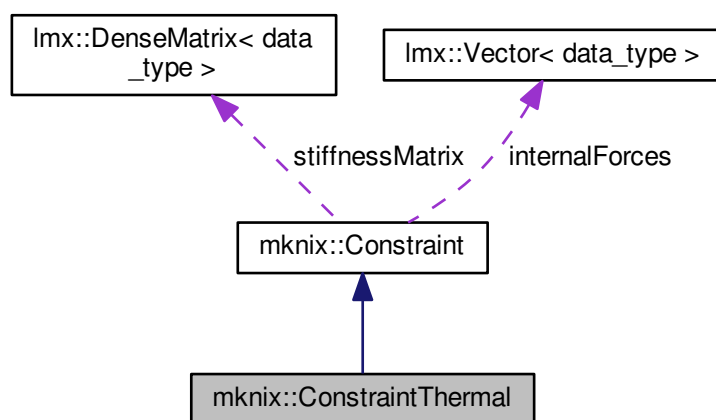 lmx::DenseMatrix< data
_type >
lmx::Vector< data_type >
stiffnessMatrix
internalForces
mknix::Constraint
mknix::ConstraintThermal